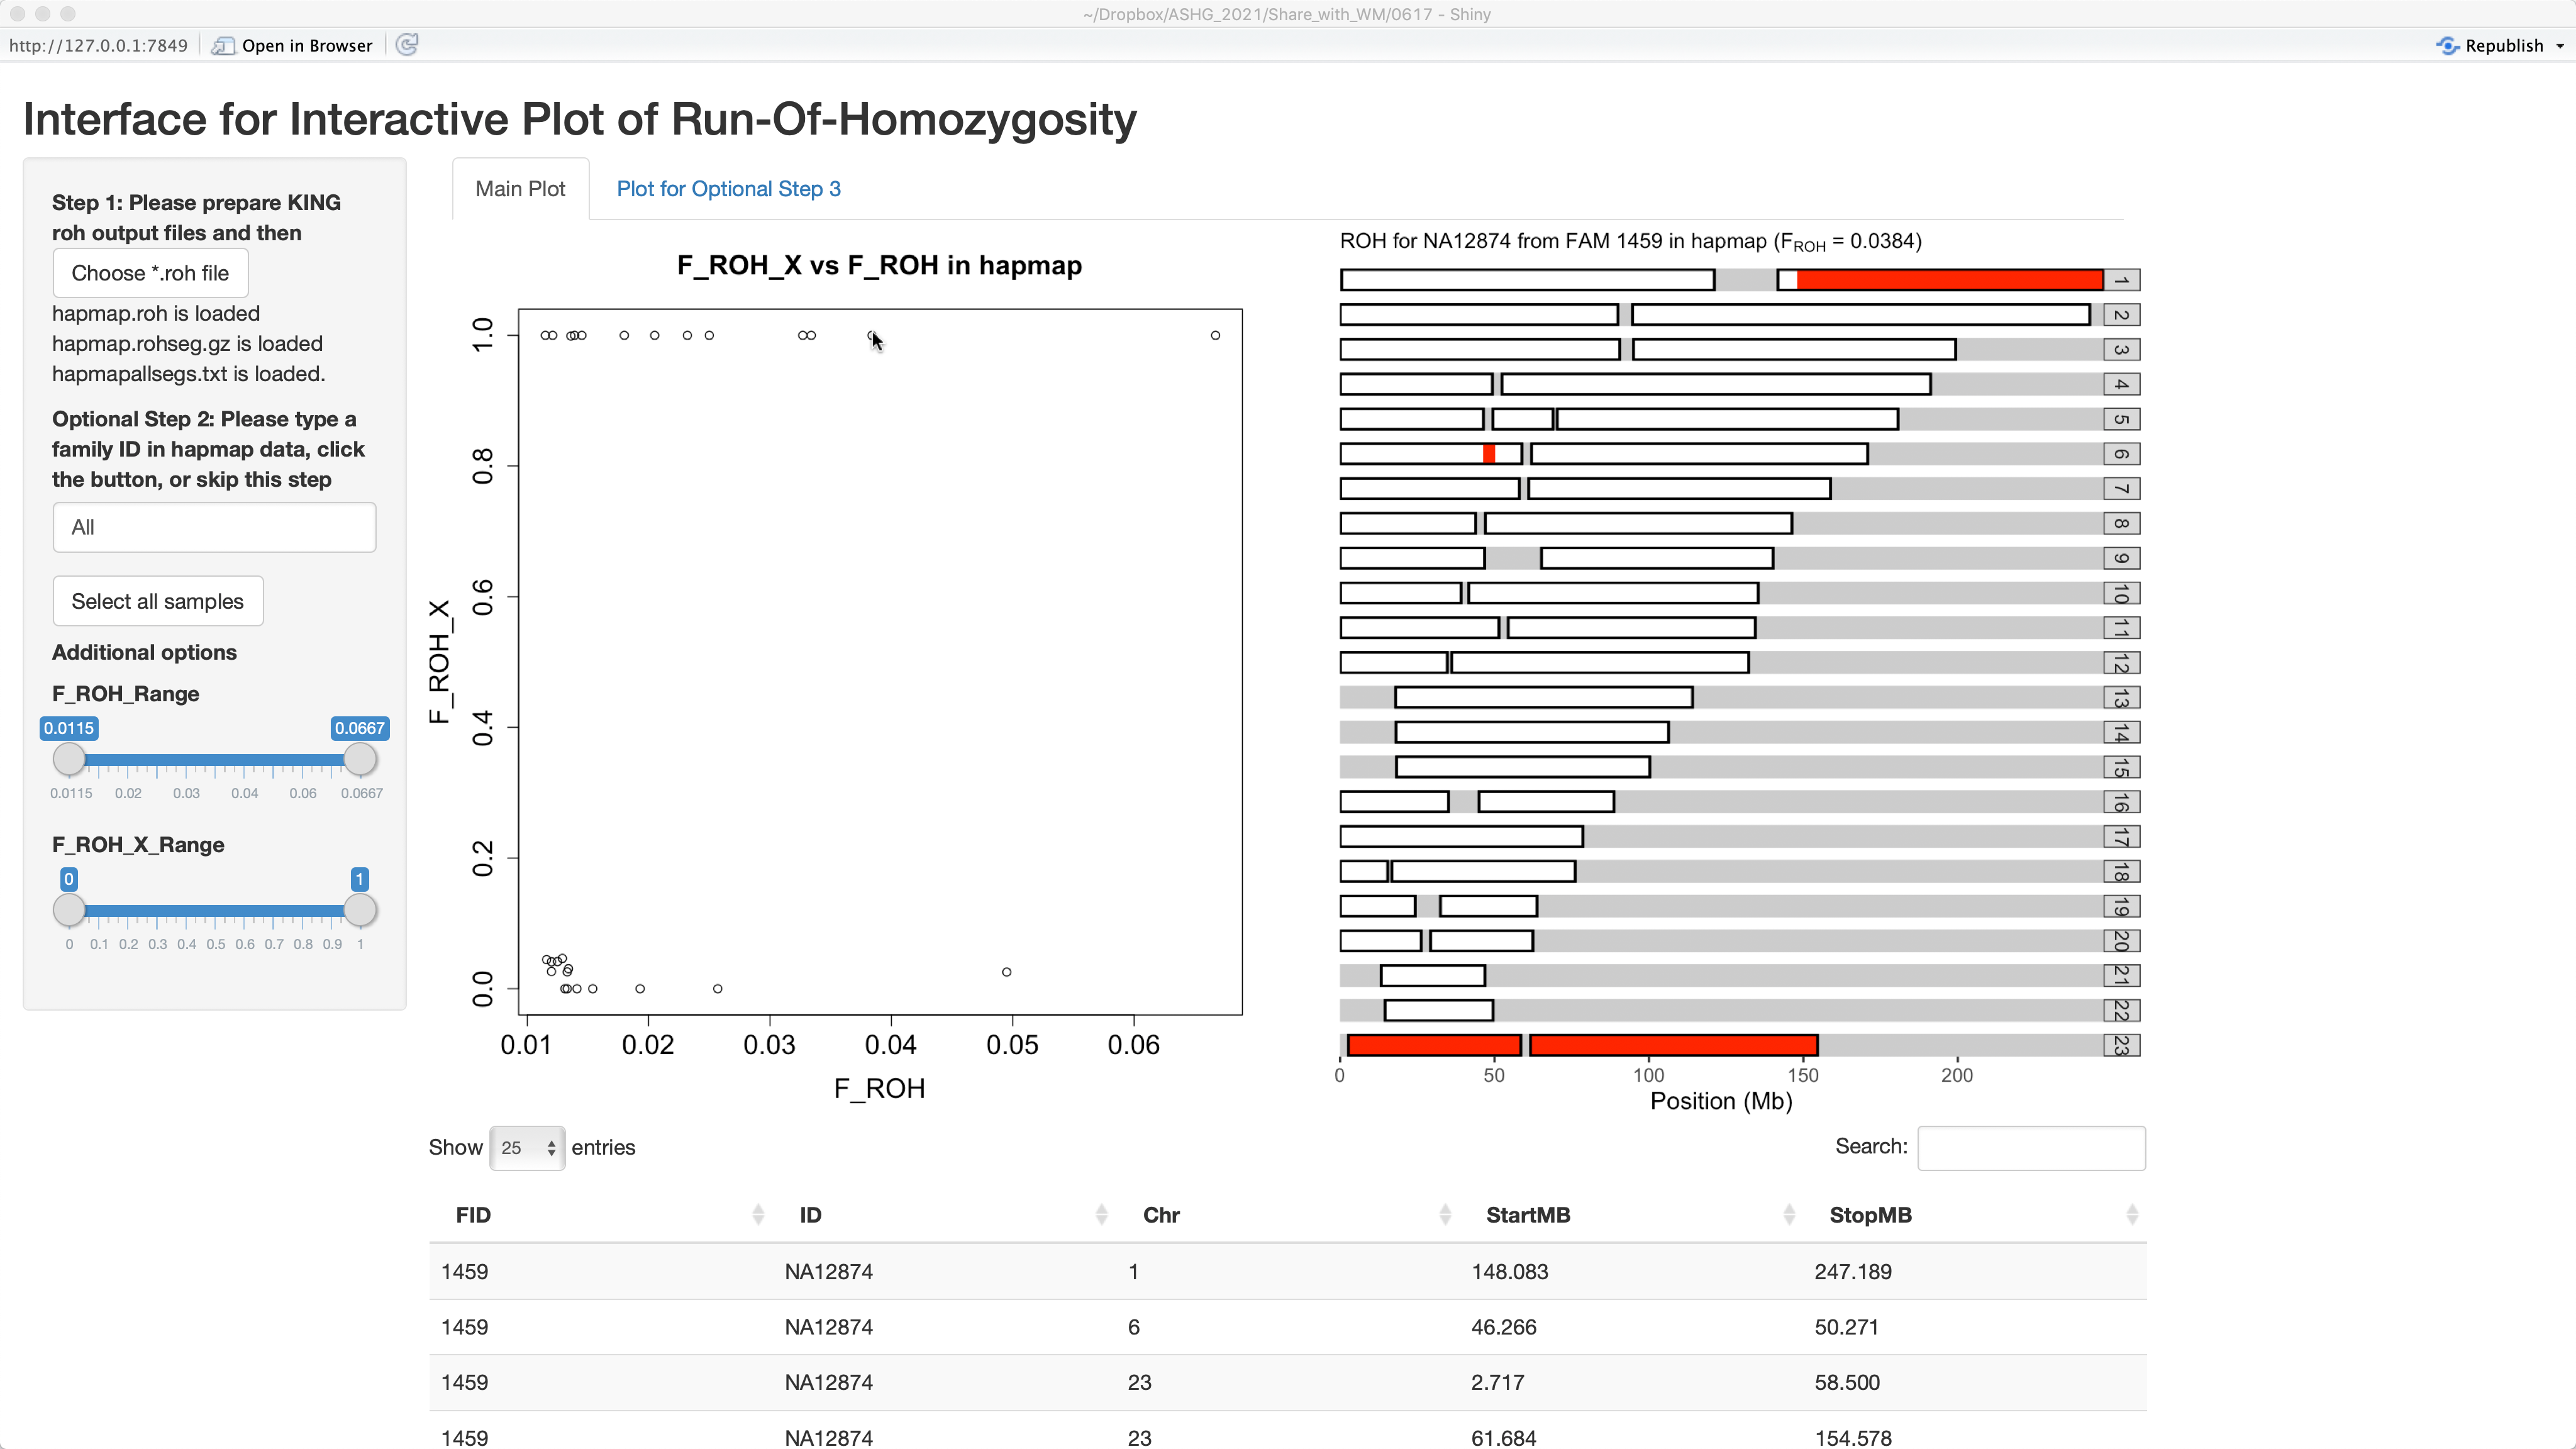 ~/Dropbox/ASHG_2021/Share_with_WM/0617 - Shiny
http://127.0.0.1:7849
Open in Browser
Republish
Interface for Interactive Plot of Run-Of-Homozygosity
Step 1: Please prepare KING
roh output files and then
Choose *.roh file
hapmap.roh is loaded
hapmap.rohseg.gz is loaded
hapmapallsegs.txt is loaded.
Optional Step 2: Please type a
family ID in hapmap data, click
the button, or skip this step
All
Select all samples
Additional options
F_ROH_Range
0.0115 0.0667
0.0115 0.02 0.03 0.04 0.06 0.0667
F_ROH_X_Range
0 1
0 0.1 0.2 0.3 0.4 0.5 0.6 0.7 0.8 0.9 1
Main Plot
Plot for Optional Step 3
F_ROH_X vs F_ROH in hapmap
F_ROH_X
1.0
0.8
0.6
0.4
0.2
0.0
0.01 0.02 0.03 0.04 0.05 0.06
F_ROH
ROH for NA12874 from FAM 1459 in hapmap (FROH = 0.0384)
1
2
3
4
5
6
7
8
9
10
11
12
13
14
15
16
17
18
19
20
21
22
23
0 50 100 150 200
Position (Mb)
Show 25 entries
Search:
FID ID Chr StartMB StopMB
1459 NA12874 1 148.083 247.189
1459 NA12874 6 46.266 50.271
1459 NA12874 23 2.717 58.500
1459 NA12874 23 61.684 154.578